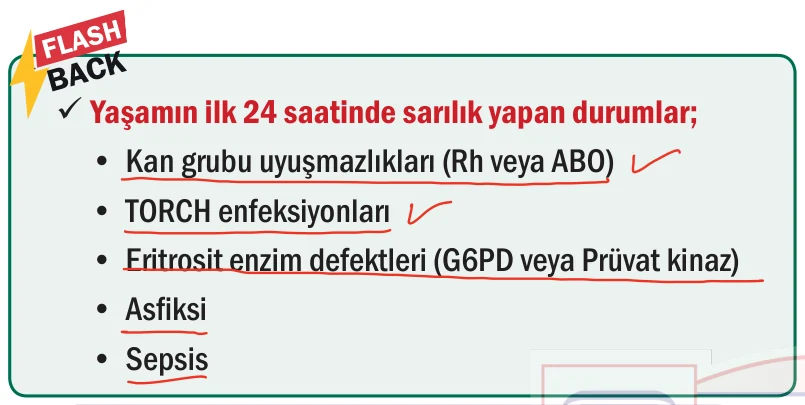 FLASH
BACK
✓ Yaşamın ilk 24 saatinde sarılık yapan durumlar;
• Kan grubu uyuşmazlıkları (Rh veya ABO)
• TORCH enfeksiyonları
• Eritrosit enzim defektleri (G6PD veya Prüvat kinaz)
• Asfiksi
• Sepsis